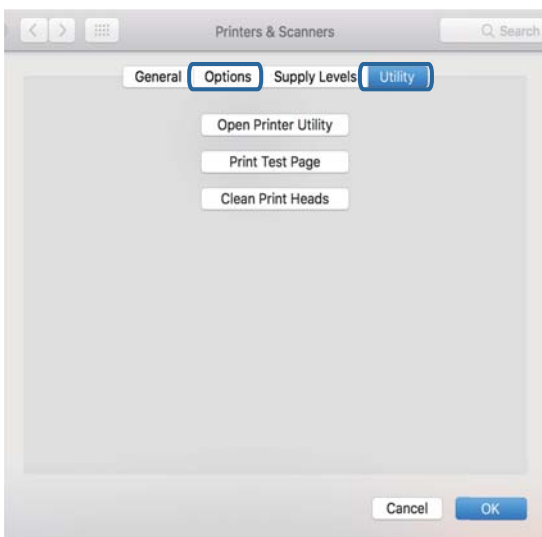 Printers & Scanners Search
General Options Supply Levels Utility
Open Printer Utility
Print Test Page
Clean Print Heads
Cancel OK